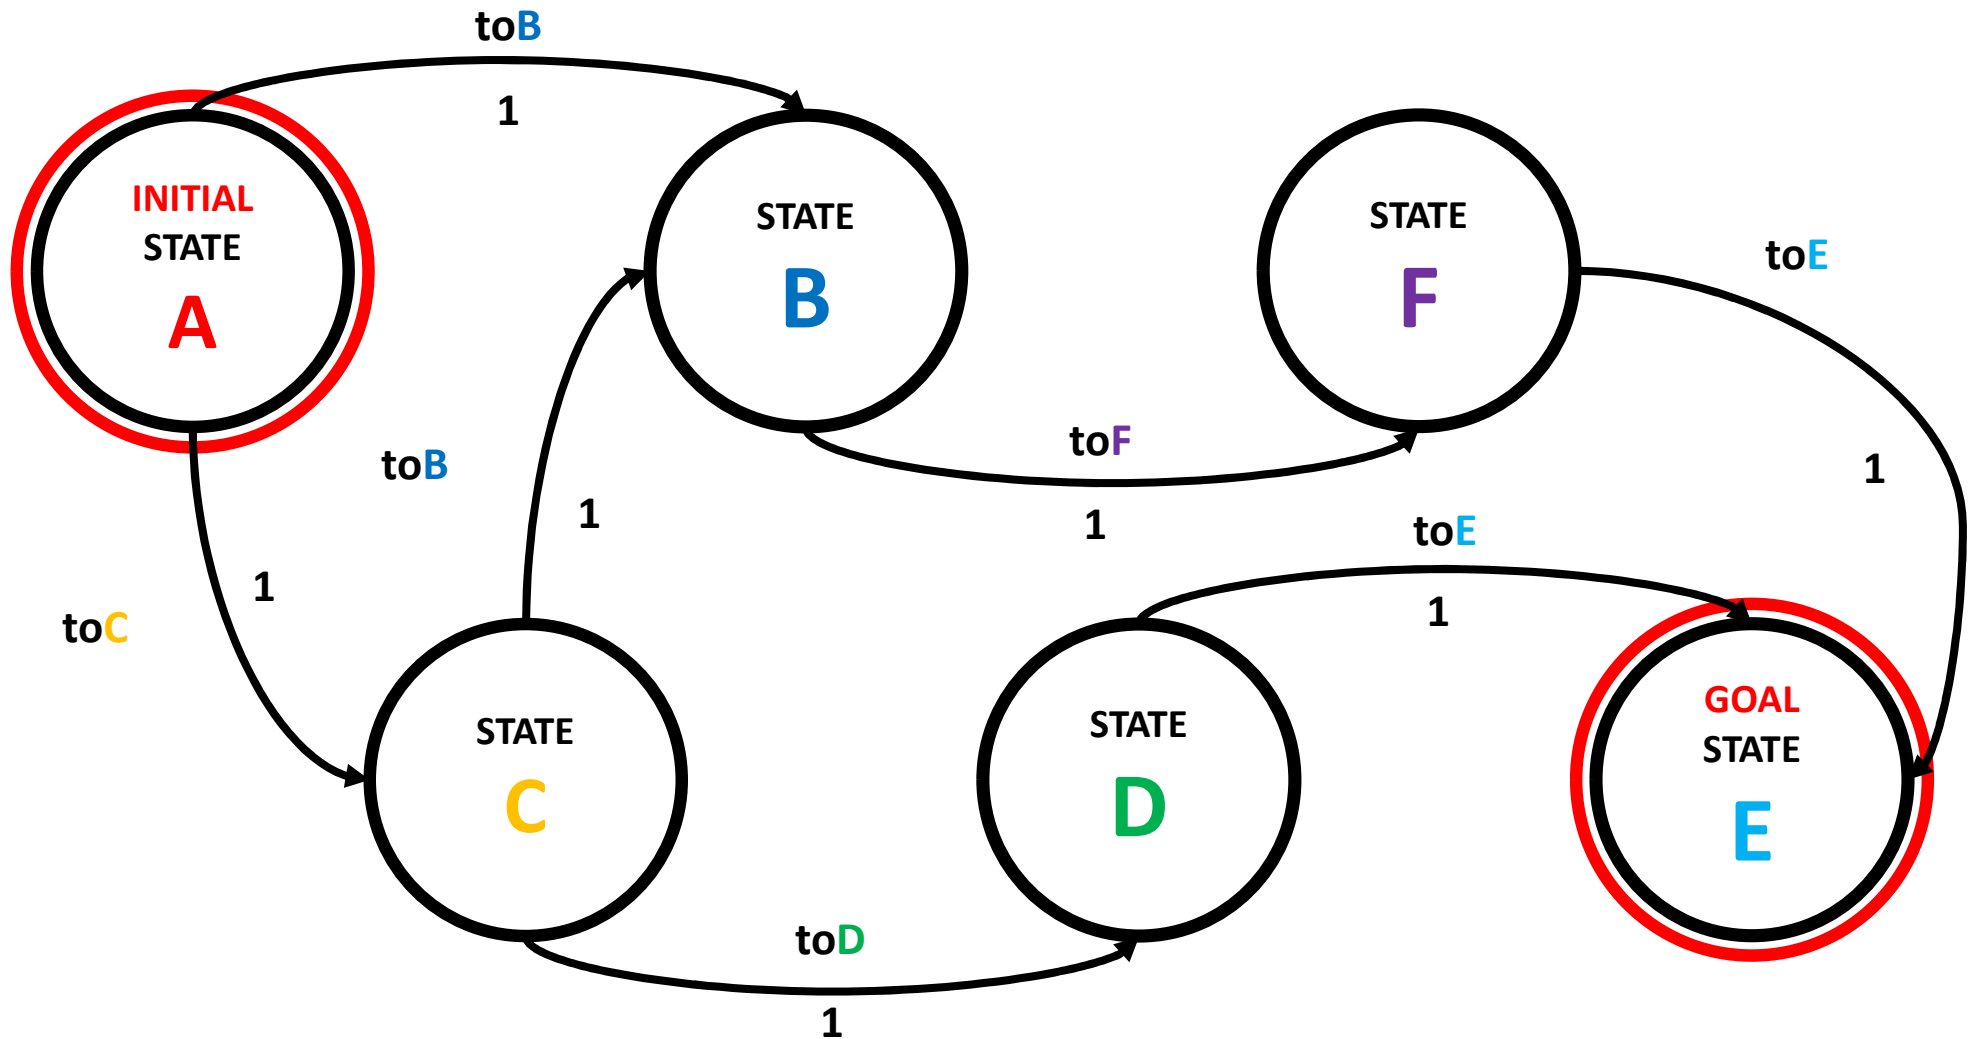 toB
1
INITIAL
STATE
A
STATE
B
STATE
F
toE
toB
1
toF
1
1
toC
1
toE
1
STATE
C
STATE
D
GOAL
STATE
E
toD
1